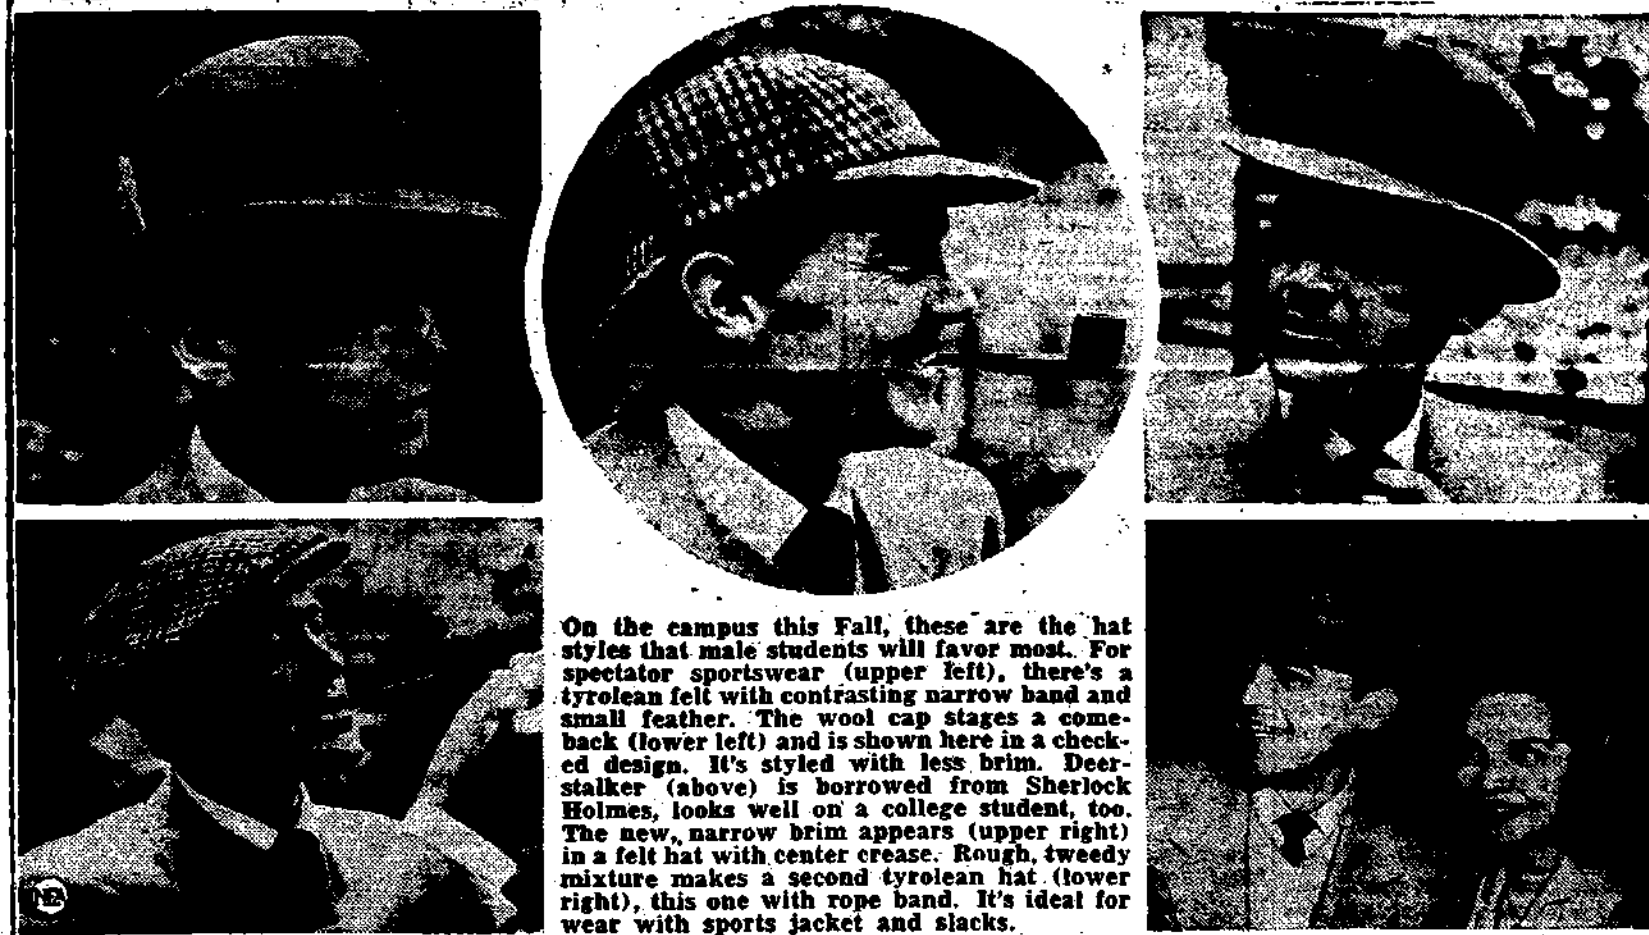 On the campus this Fall, these are the hat
styles that male students will favor most. For
spectator sportswear (upper left), there's a
tyrolean felt with contrasting narrow band and
small feather. The wool cap stages a come-
back (lower left) and is shown here in a check-
ed design. It's styled with less brim. Deer-
stalker (above) is borrowed from Sherlock
Holmes, looks well on a college student, too.
The new, narrow brim appears (upper right)
in a felt hat with center crease. Rough, tweedy
mixture makes a second tyrolean hat (lower
right), this one with rope band. It's ideal for
wear with sports jacket and slacks.